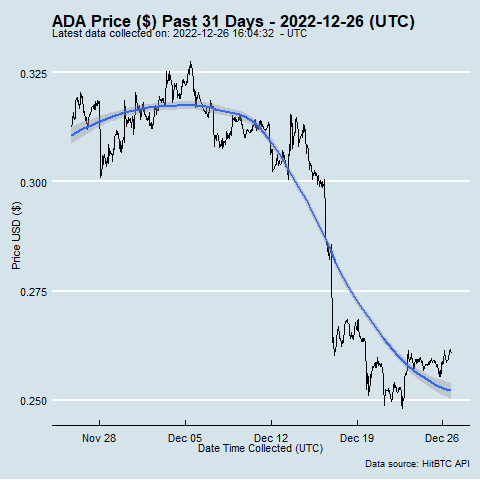 ADA Price ($) Past 31 Days - 2022-12-26 (UTC)
Latest data collected on: 2022-12-26 16:04:32 - UTC
0.325
0.300
0.275
0.250
Price USD ($)
Nov 28 Dec 05 Dec 12 Dec 19 Dec 26
Date Time Collected (UTC)
Data source: HitBTC API